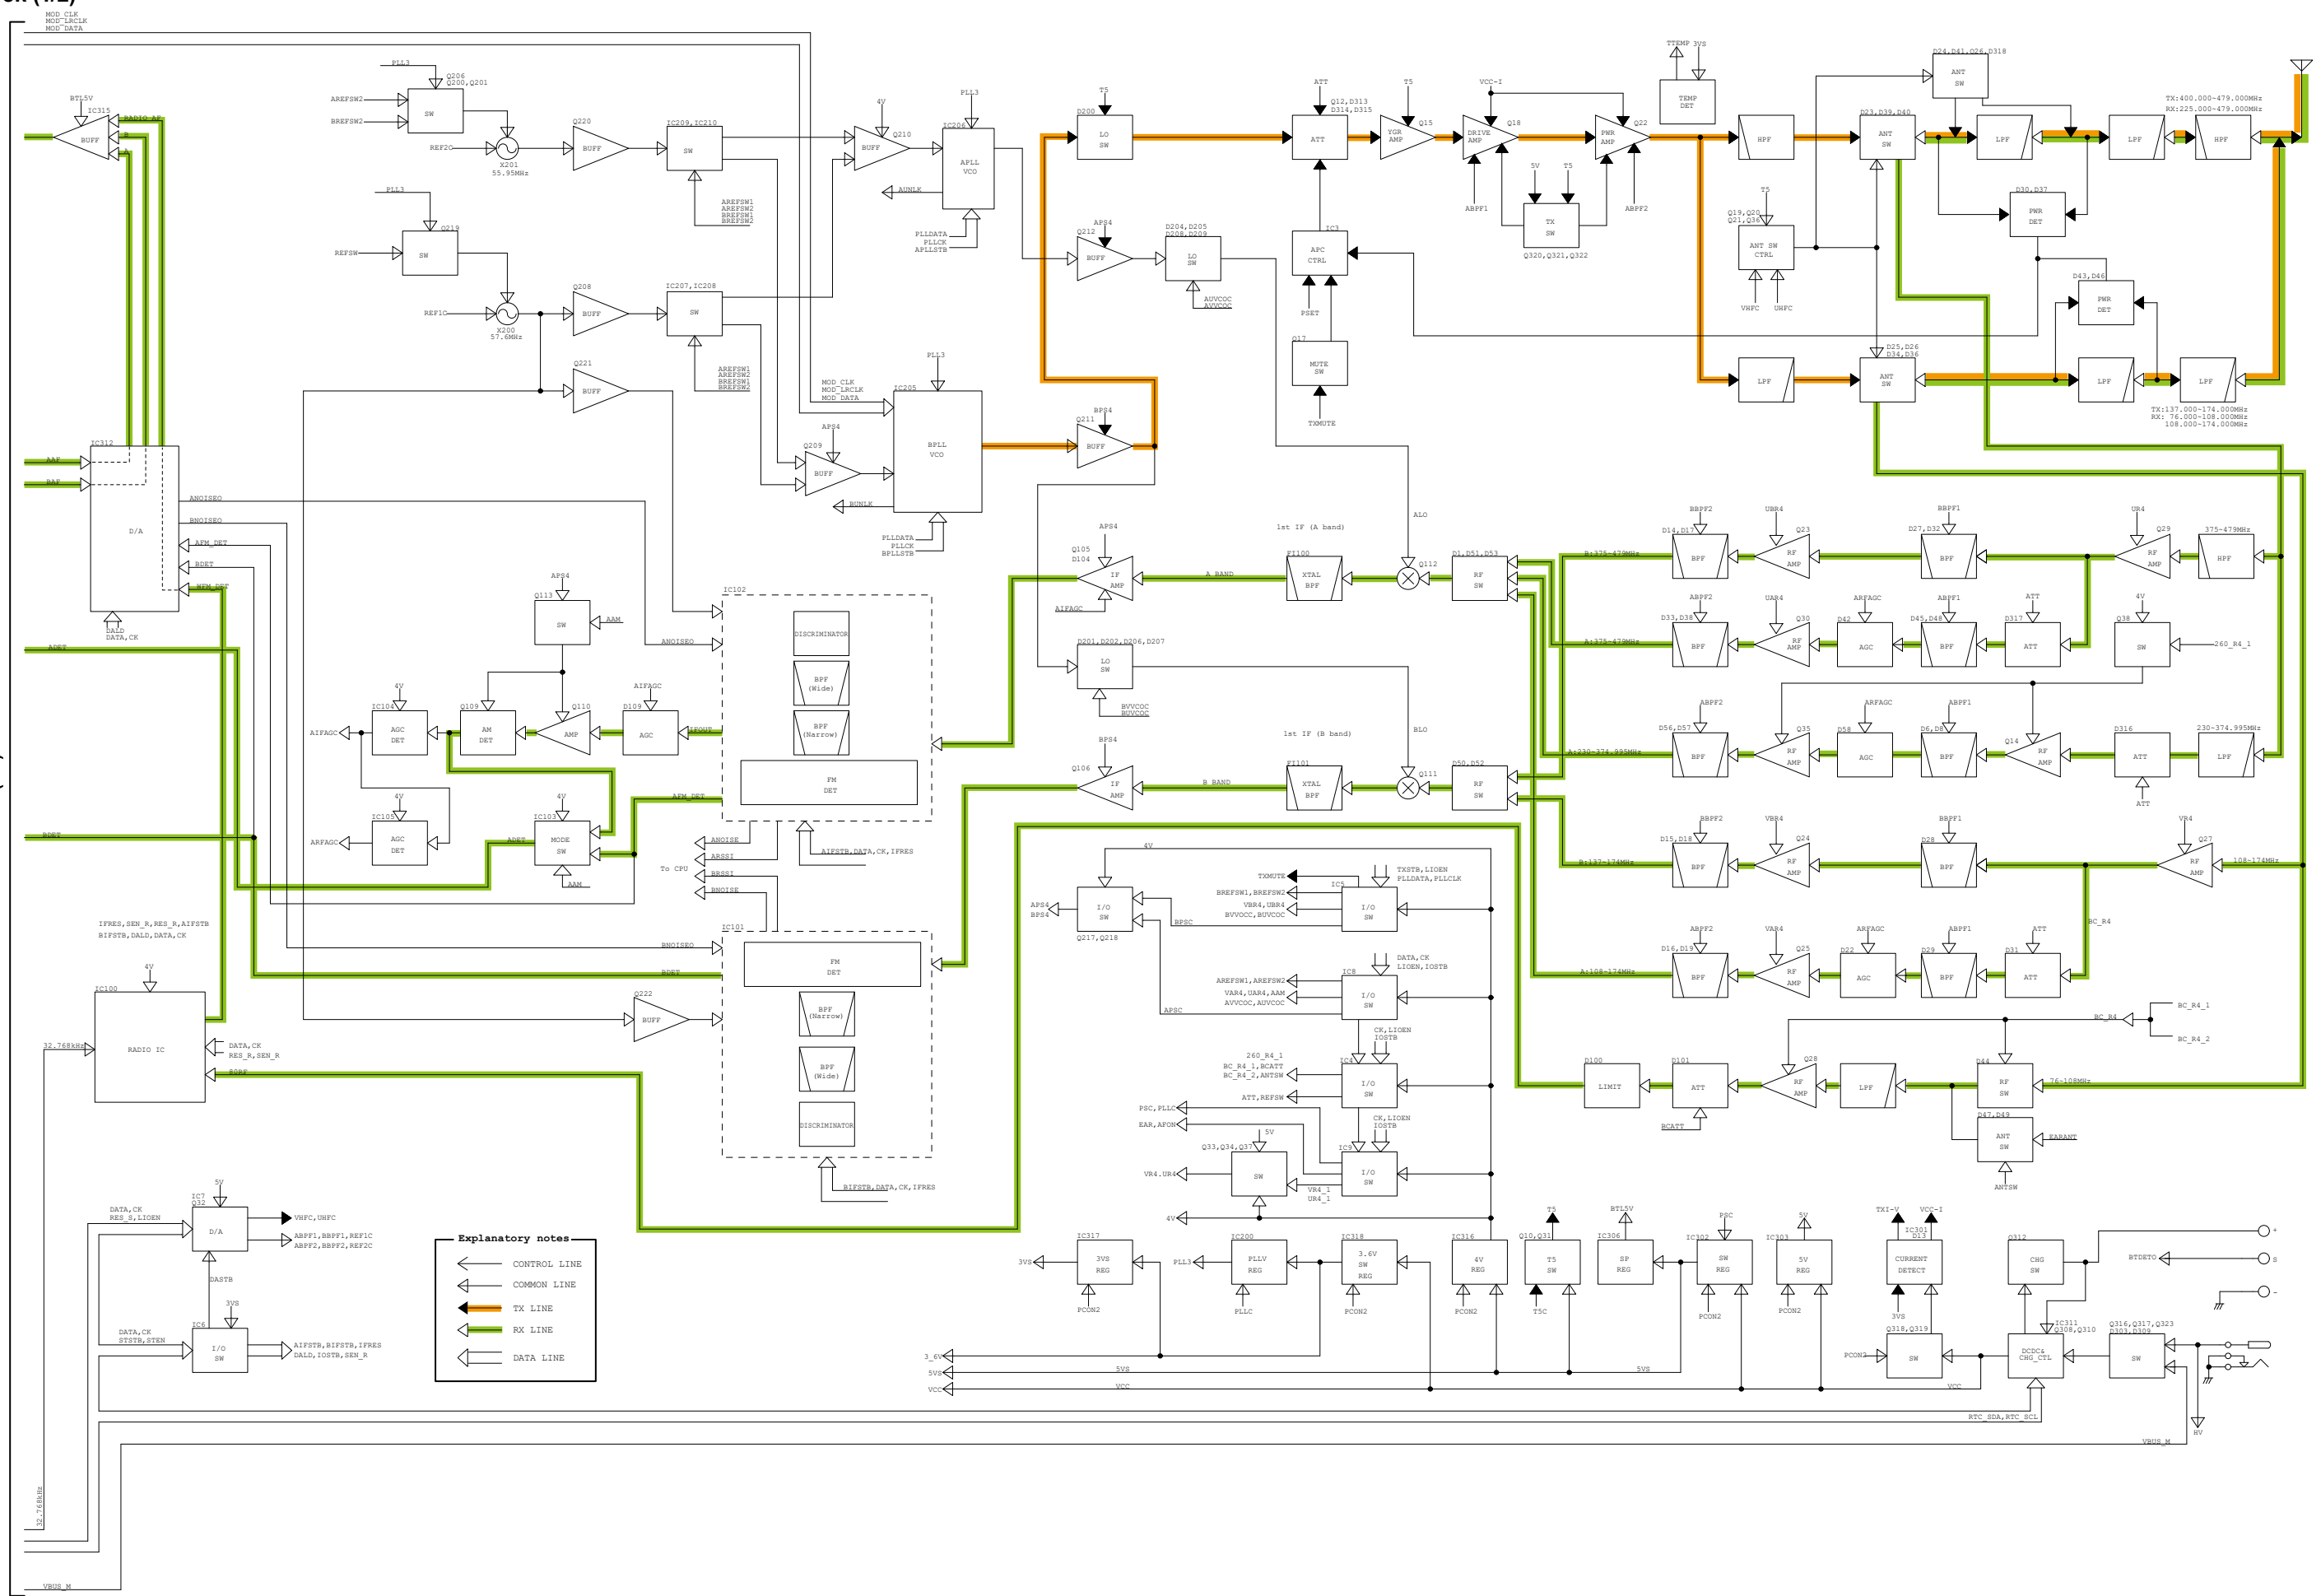 MOD_CLK
MOD_LRCLK
MOD_DATA
PLL3
Q206
Q200,Q201
AREFSW2
BREFSW2
SW
REF2C
X201
55.95MHz
Q220
BUFF
IC209,IC210
SW
AREFSW1
AREFSW2
BREFSW1
BREFSW2
4V
Q210
BUFF
PLL3
IC206
APLL
VCO
AUNLK
PLLDATA
PLLCK
APLLSTB
BTL5V
IC315
BUFF
RADIO_AF
B
A
PLL3
Q219
REFSW
SW
REF1C
X200
57.6MHz
Q208
BUFF
IC207,IC208
SW
AREFSW1
AREFSW2
BREFSW1
BREFSW2
Q221
BUFF
MOD_CLK
MOD_LRCLK
MOD_DATA
PLL3
IC205
BPLL
VCO
APS4
Q209
BUFF
BUNLK
PLLDATA
PLLCK
BPLLSTB
T5
D200
LO
SW
APS4
Q212
BUFF
D204,D205
D208,D209
LO
SW
AUVCOC
AVVCOC
BPS4
Q211
BUFF
ATT
Q12,D313
D314,D315
ATT
T5
Q15
YGR
AMP
VCC-I
Q18
DRIVE
AMP
ABPF1
Q22
PWR
AMP
ABPF2
5V
T5
TX
SW
Q320,Q321,Q322
IC3
APC
CTRL
PSET
Q17
MUTE
SW
TXMUTE
TTEMP
3VS
TEMP
DET
HPF
D24,D41,Q26,D318
ANT
SW
D23,D39,D40
ANT
SW
LPF
LPF
HPF
TX:400.000~479.000MHz
RX:225.000~479.000MHz
D30,D37
PWR
DET
T5
Q19,Q20
Q21,Q36
ANT SW
CTRL
VHFC
UHFC
D43,D46
PWR
DET
LPF
D25,D26
D34,D36
ANT
SW
LPF
LPF
TX:137.000~174.000MHz
RX: 76.000~108.000MHz
108.000~174.000MHz
IC312
AAF
BAF
D/A
ANOISEO
BNOISEO
AFM_DET
BDET
WFM_DET
DALD
DATA,CK
ADET
BDET
APS4
Q113
SW
AAM
4V
IC104
AGC
DET
AIFAGC
Q109
AM
DET
Q110
AMP
AIFAGC
D109
AGC
IFOUT
4V
IC105
AGC
DET
ARFAGC
4V
IC103
MODE
SW
ADET
AAM
AFM_DET
IC102
ANOISEO
DISCRIMINATOR
BPF
(Wide)
BPF
(Narrow)
FM
DET
ANOISE
ARSSI
To CPU
BRSSI
BNOISE
AIFSTB,DATA,CK,IFRES
IC101
BNOISEO
BDET
FM
DET
BPF
(Narrow)
BPF
(Wide)
DISCRIMINATOR
BIFSTB,DATA,CK,IFRES
Q222
BUFF
IFRES,SEN_R,RES_R,AIFSTB
BIFSTB,DALD,DATA,CK
4V
IC100
RADIO IC
32.768kHz
DATA,CK
RES_R,SEN_R
BORF
APS4
Q105
D104
IF
AMP
AIFAGC
A BAND
1st IF (A band)
FI100
XTAL
BPF
ALO
Q112
D1,D51,D53
RF
SW
D201,D202,D206,D207
LO
SW
BVVCOC
BUVCOC
BPS4
Q106
IF
AMP
B BAND
1st IF (B band)
FI101
XTAL
BPF
BLO
Q111
D50,D52
RF
SW
B:375~479MHz
BBPF2
D14,D17
BPF
UBR4
Q23
RF
AMP
BBPF1
D27,D32
BPF
UR4
Q29
RF
AMP
375~479MHz
HPF
A:375~479MHz
ABPF2
D33,D38
BPF
UAR4
Q30
RF
AMP
ARFAGC
D42
AGC
ABPF1
D45,D48
BPF
ATT
D317
ATT
4V
Q38
SW
260_R4_1
A:230~374.995MHz
ABPF2
D56,D57
BPF
Q35
RF
AMP
ARFAGC
D58
AGC
ABPF1
D6,D8
BPF
Q14
RF
AMP
D316
ATT
ATT
230~374.995MHz
LPF
B:137~174MHz
BBPF2
D15,D18
BPF
VBR4
Q24
RF
AMP
BBPF1
D28
BPF
VR4
Q27
RF
AMP
108~174MHz
BC_R4
A:108~174MHz
ABPF2
D16,D19
BPF
VAR4
Q25
RF
AMP
ARFAGC
D22
AGC
ABPF1
D29
BPF
ATT
D31
ATT
BC_R4
BC_R4_1
BC_R4_2
D100
LIMIT
D101
ATT
BCATT
Q28
RF
AMP
LPF
D44
RF
SW
76~108MHz
D47,D49
ANT
SW
EARANT
ANTSW
4V
APS4
BPS4
I/O
SW
Q217,Q218
BPSC
APSC
TXMUTE
BREFSW1,BREFSW2
VBR4,UBR4
BVVOCC,BUVCOC
IC5
I/O
SW
TXSTB,LIOEN
PLLDATA,PLLCLK
AREFSW1,AREFSW2
VAR4,UAR4,AAM
AVVCOC,AUVCOC
IC8
I/O
SW
DATA,CK
LIOEN,IOSTB
CK,LIOEN
IOSTB
260_R4_1
BC_R4_1,BCATT
BC_R4_2,ANTSW
ATT,REFSW
IC4
I/O
SW
CK,LIOEN
IOSTB
PSC,PLLC
EAR,AFON
5V
Q33,Q34,Q37
SW
VR4.UR4
VR4_1
UR4_1
IC9
I/O
SW
4V
IC7
Q32
5V
DATA,CK
RES_S,LIOEN
D/A
VHFC,UHFC
ABPF1,BBPF1,REF1C
ABPF2,BBPF2,REF2C
DASTB
3VS
DATA,CK
STSTB,STEN
IC6
I/O
SW
AIFSTB,BIFSTB,IFRES
DALD,IOSTB,SEN_R
Explanatory notes
CONTROL LINE
COMMON LINE
TX LINE
RX LINE
DATA LINE
3VS
IC317
3VS
REG
PCON2
PLL3
IC200
PLLV
REG
PLLC
IC318
3.6V
SW
REG
PCON2
IC316
4V
REG
PCON2
T5
Q10,Q31
T5
SW
T5C
BTL5V
IC306
SP
REG
PSC
IC302
SW
REG
PCON2
5V
IC303
5V
REG
PCON2
TXI-V
VCC-I
IC301
D13
CURRENT
DETECT
3VS
Q318,Q319
SW
PCON2
Q312
CHG
SW
IC311
Q308,Q310
DCDC&
CHG_CTL
Q316,Q317,Q323
D303,D309
SW
+
BTDETO
S
-
3_6V
5VS
5VS
5VS
VCC
VCC
VCC
RTC_SDA,RTC_SCL
HV
VBUS_M
32.768kHz
VBUS_M